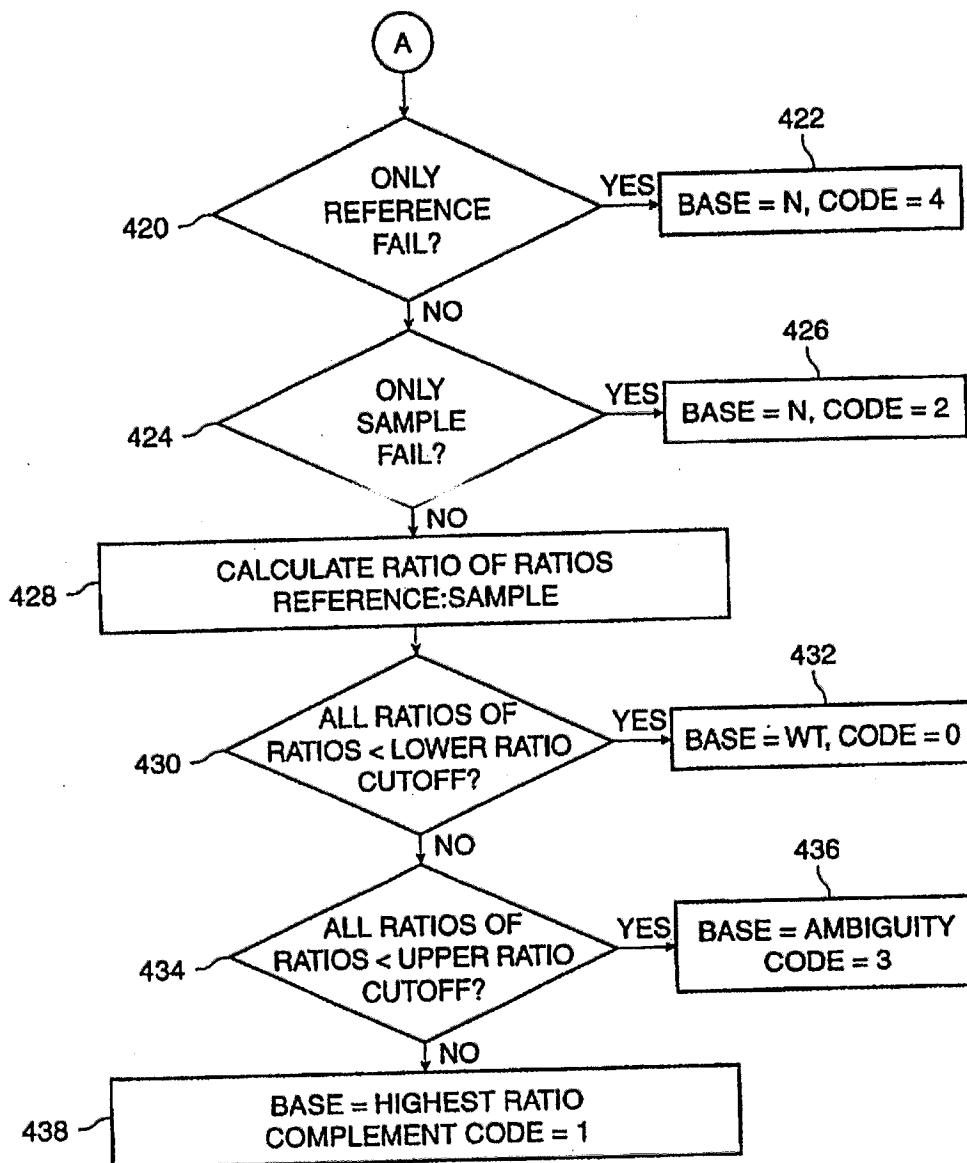 A
422
ONLY
REFERENCE
FAIL?
420
YES
BASE = N, CODE = 4
NO
426
ONLY
SAMPLE
FAIL?
424
YES
BASE = N, CODE = 2
NO
CALCULATE RATIO OF RATIOS
REFERENCE:SAMPLE
428
432
ALL RATIOS OF
RATIOS < LOWER RATIO
CUTOFF?
430
YES
BASE = WT, CODE = 0
NO
436
ALL RATIOS OF
RATIOS < UPPER RATIO
CUTOFF?
434
YES
BASE = AMBIGUITY
CODE = 3
NO
BASE = HIGHEST RATIO
COMPLEMENT CODE = 1
438